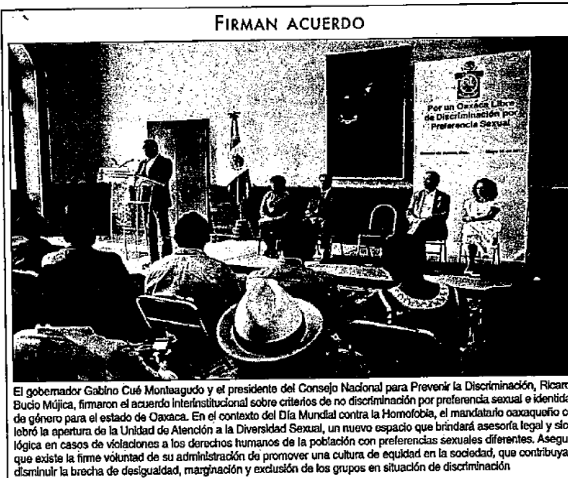 FIRMAN ACUERDO
Por un Oaxaca Libre
de Discriminación por
Preferencia Sexual
El gobernador Gabino Cué Monteagudo y el presidente del Consejo Nacional para Prevenir la Discriminación, Ricar
Bucio Mújica, firmaron el acuerdo interinstitucional sobre criterios de no discriminación por preferencia sexual e identida
de género para el estado de Oaxaca. En el contexto del Día Mundial contra la Homofobia, el mandatario oaxaqueño c
lebró la apertura de la Unidad de Atención a la Diversidad Sexual, un nuevo espacio que brindará asesoría legal y sic
lógica en casos de violaciones a los derechos humanos de la población con preferencias sexuales diferentes. Asegu
que existe la firme voluntad de su administración de promover una cultura de equidad en la sociedad, que contribuya
disminuir la brecha de desigualdad, marginación y exclusión de los grupos en situación de discriminación